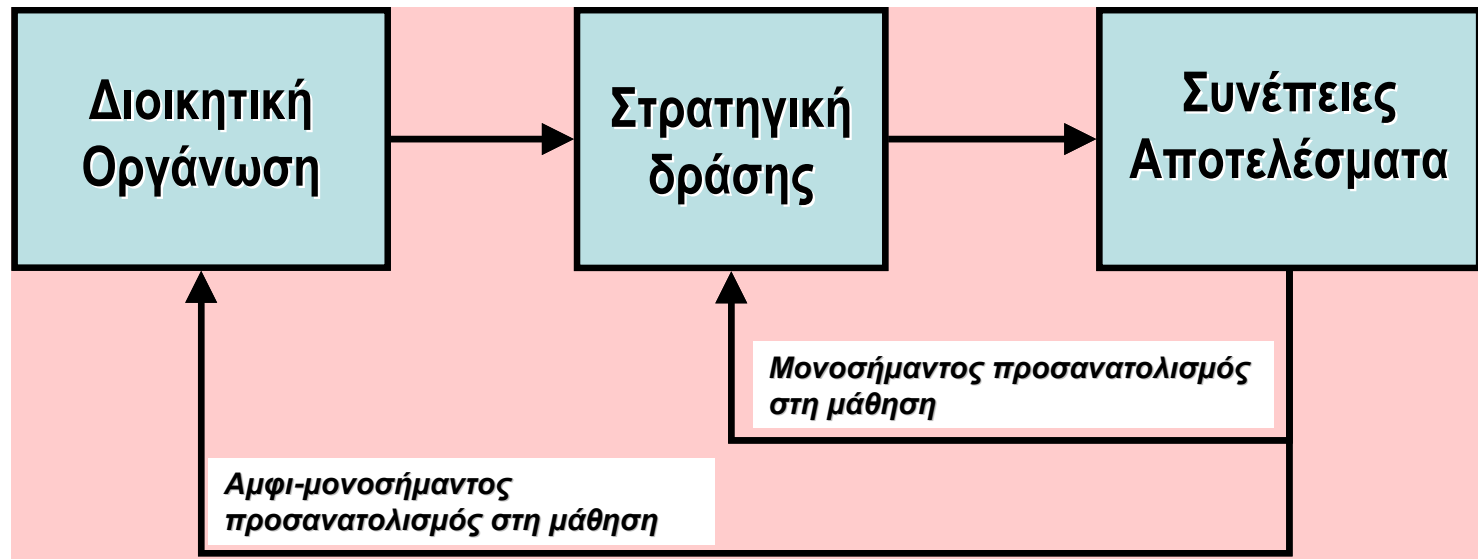 Διοικητική
Οργάνωση
Στρατηγική
δράσης
Συνέπειες
Αποτελέσματα
Μονοσήμαντος προσανατολισμός
στη μάθηση
Αμφι-μονοσήμαντος
προσανατολισμός στη μάθηση